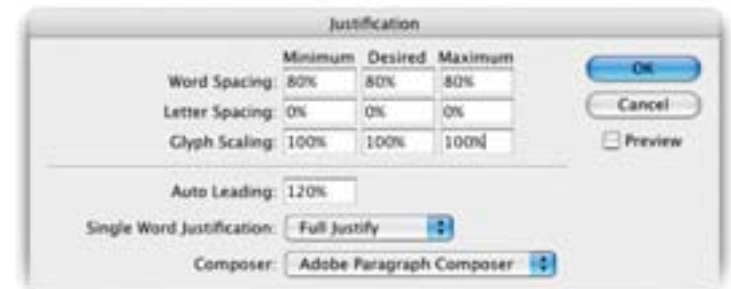 Justification
Minimum Desired Maximum
Word Spacing: 80% 80% 80% OK
Letter Spacing: 0% 0% 0% Cancel
Glyph Scaling: 100% 100% 100% Preview
Auto Leading: 120%
Single Word Justification: Full Justify
Composer: Adobe Paragraph Composer